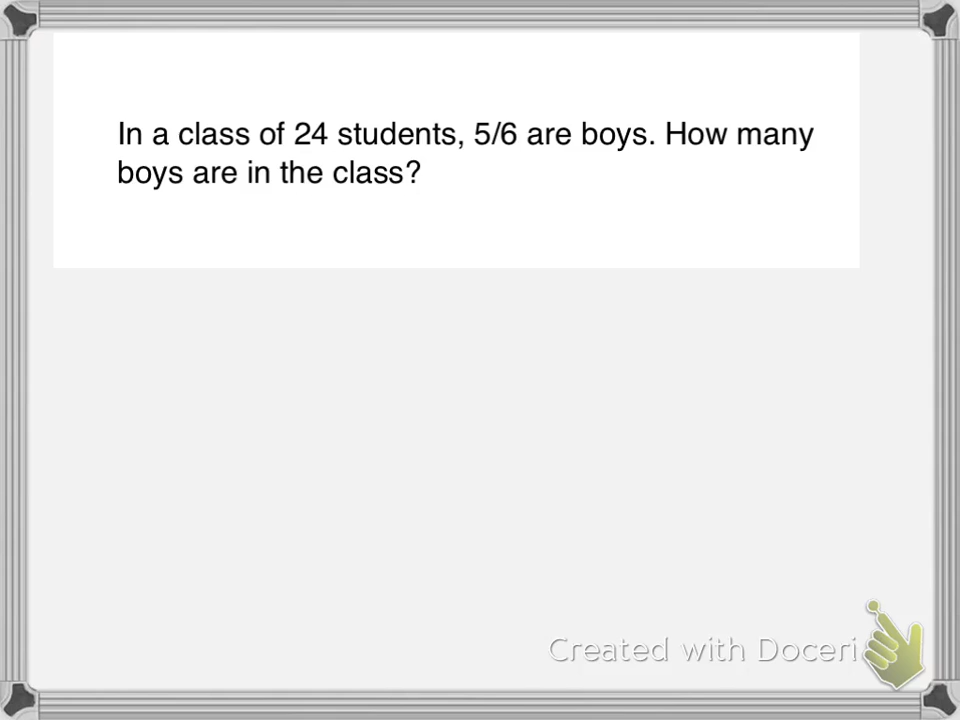 In a class of 24 students, 5/6 are boys. How many
boys are in the class?
Created with Doceri